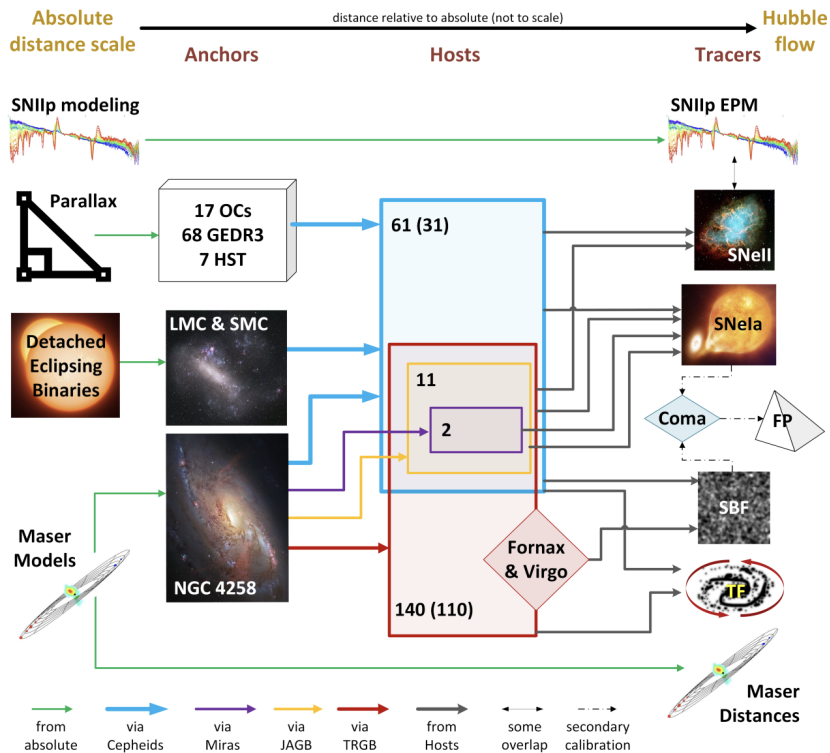 Absolute
distance scale
distance relative to absolute (not to scale)
Hubble
flow
Anchors
Hosts
Tracers
SNIIp modeling
SNIIp EPM
Parallax
17 OCs
68 GEDR3
7 HST
61 (31)
SNeII
Detached
Eclipsing
Binaries
LMC & SMC
SNeIa
11
2
Coma
FP
Maser
Models
NGC 4258
Fornax
& Virgo
SBF
140 (110)
TF
Maser
Distances
from
absolute
via
Cepheids
via
Miras
via
JAGB
via
TRGB
from
Hosts
some
overlap
secondary
calibration